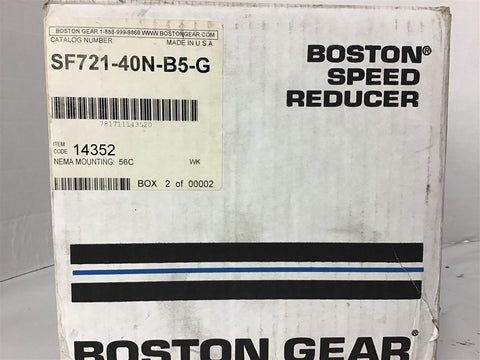 BOSTON GEAR 1-888-999-9860 WWW.BOSTONGEAR.COM
CATALOG NUMBER MADE IN U.S.A.
SF721-40N-B5-G
781711143520
ITEM CODE 14352
NEMA MOUNTING: 56C WK
BOX 2 of 00002
BOSTON®
SPEED
REDUCER
BOSTON GEAR